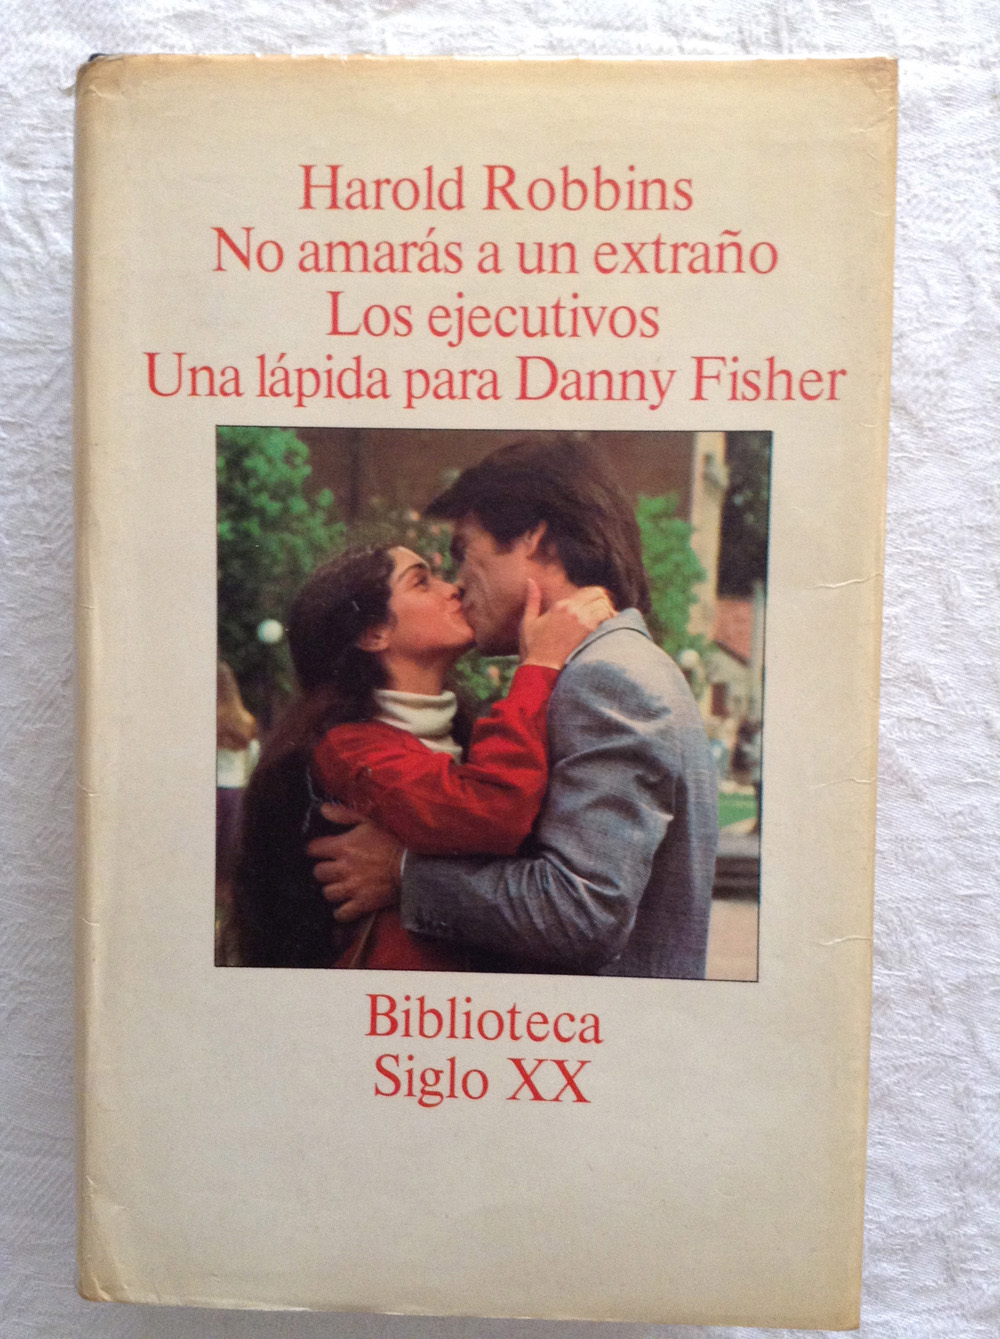 Harold Robbins
No amarás a un extraño
Los ejecutivos
Una lápida para Danny Fisher
Biblioteca
Siglo XX